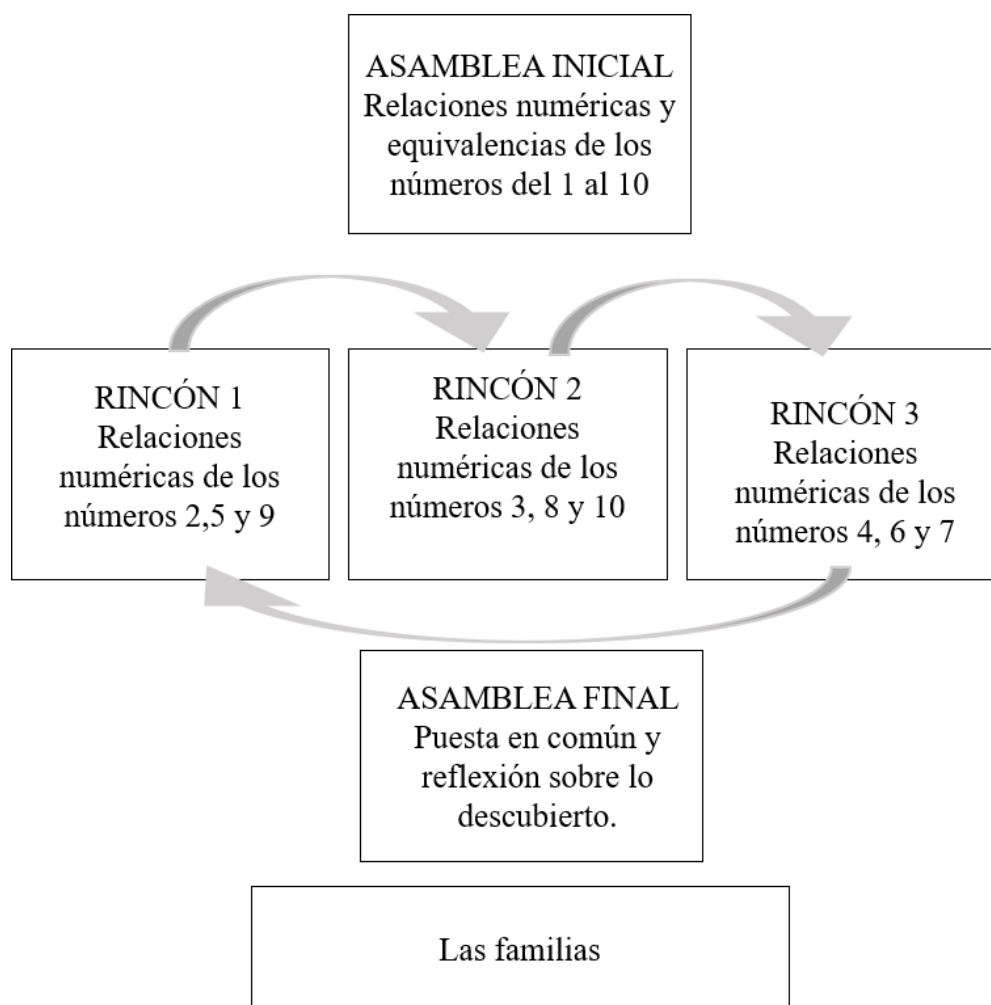 ASAMBLEA INICIAL
Relaciones numéricas y
equivalencias de los
números del 1 al 10
RINCÓN 1
Relaciones
numéricas de los
números 2,5 y 9
RINCÓN 2
Relaciones
numéricas de los
números 3, 8 y 10
RINCÓN 3
Relaciones
numéricas de los
números 4, 6 y 7
ASAMBLEA FINAL
Puesta en común y
reflexión sobre lo
descubierto.
Las familias